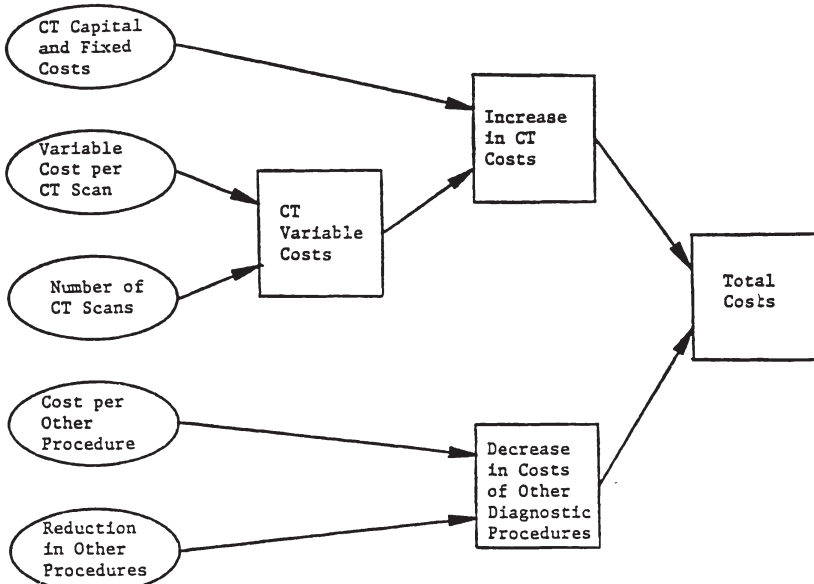 CT Capital
and Fixed
Costs
Variable
Cost per
CT Scan
Number of
CT Scans
Cost per
Other
Procedure
Reduction
in Other
Procedures
CT
Variable
Costs
Increase
in CT
Costs
Decrease
in Costs
of Other
Diagnostic
Procedures
Total
Costs